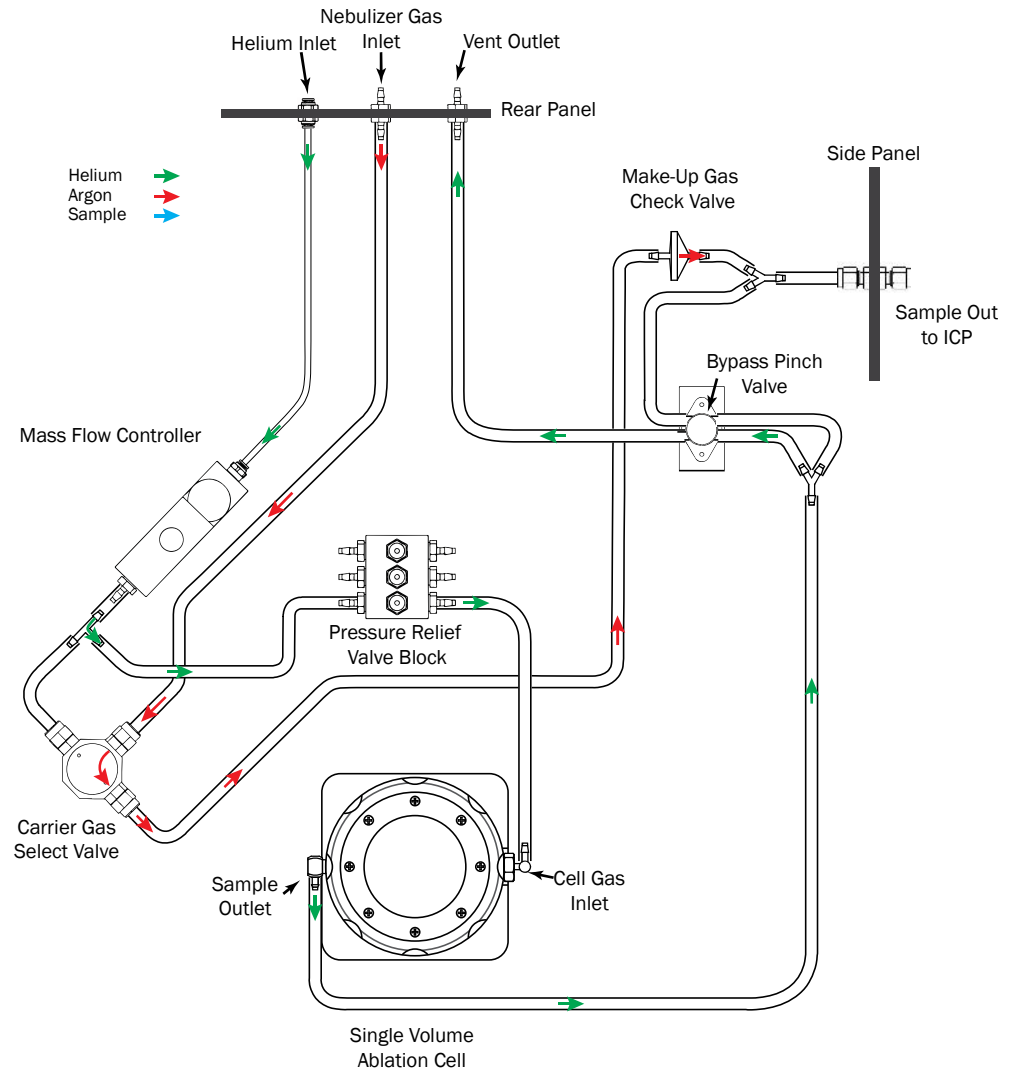 Nebulizer Gas
Inlet
Helium Inlet
Vent Outlet
Rear Panel
Side Panel
Helium
Argon
Sample
Make-Up Gas
Check Valve
Sample Out
to ICP
Bypass Pinch
Valve
Mass Flow Controller
Pressure Relief
Valve Block
Carrier Gas
Select Valve
Sample
Outlet
Cell Gas
Inlet
Single Volume
Ablation Cell